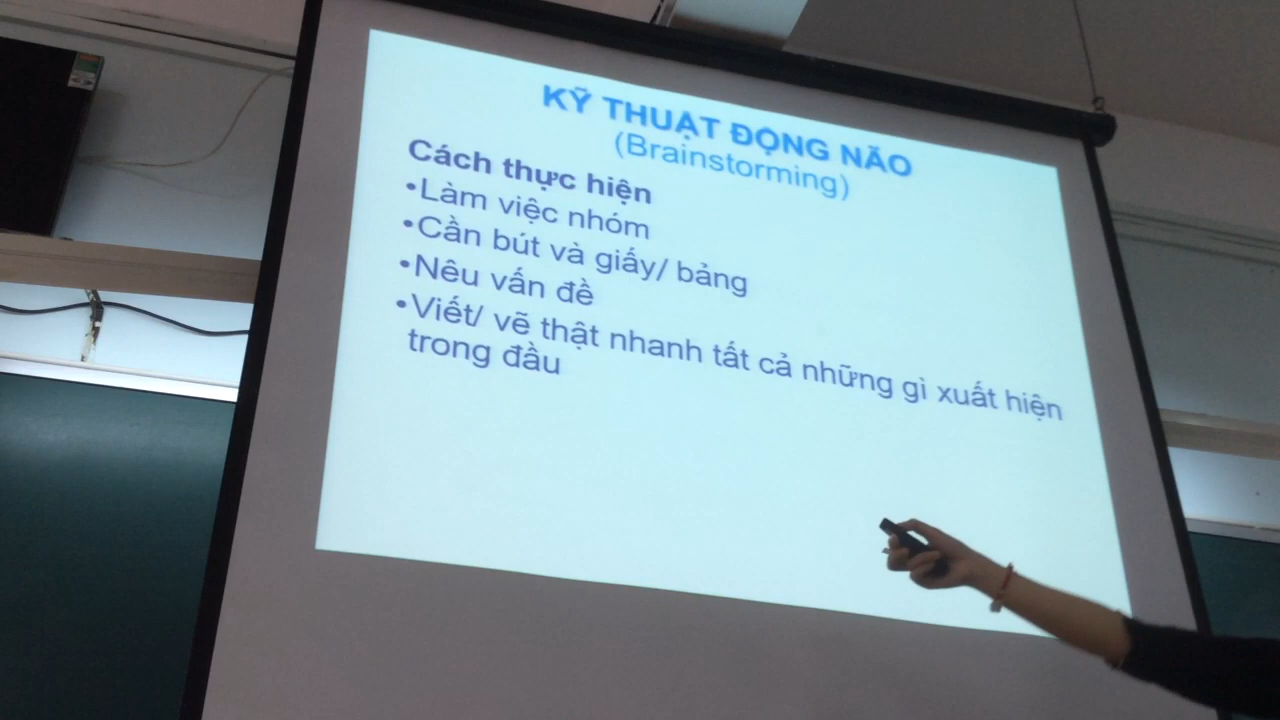 KỸ THUẬT ĐỘNG NÃO
(Brainstorming)
Cách thực hiện
•Làm việc nhóm
•Cần bút và giấy/ bảng
•Nêu vấn đề
•Viết/ vẽ thật nhanh tất cả những gì xuất hiện
trong đầu